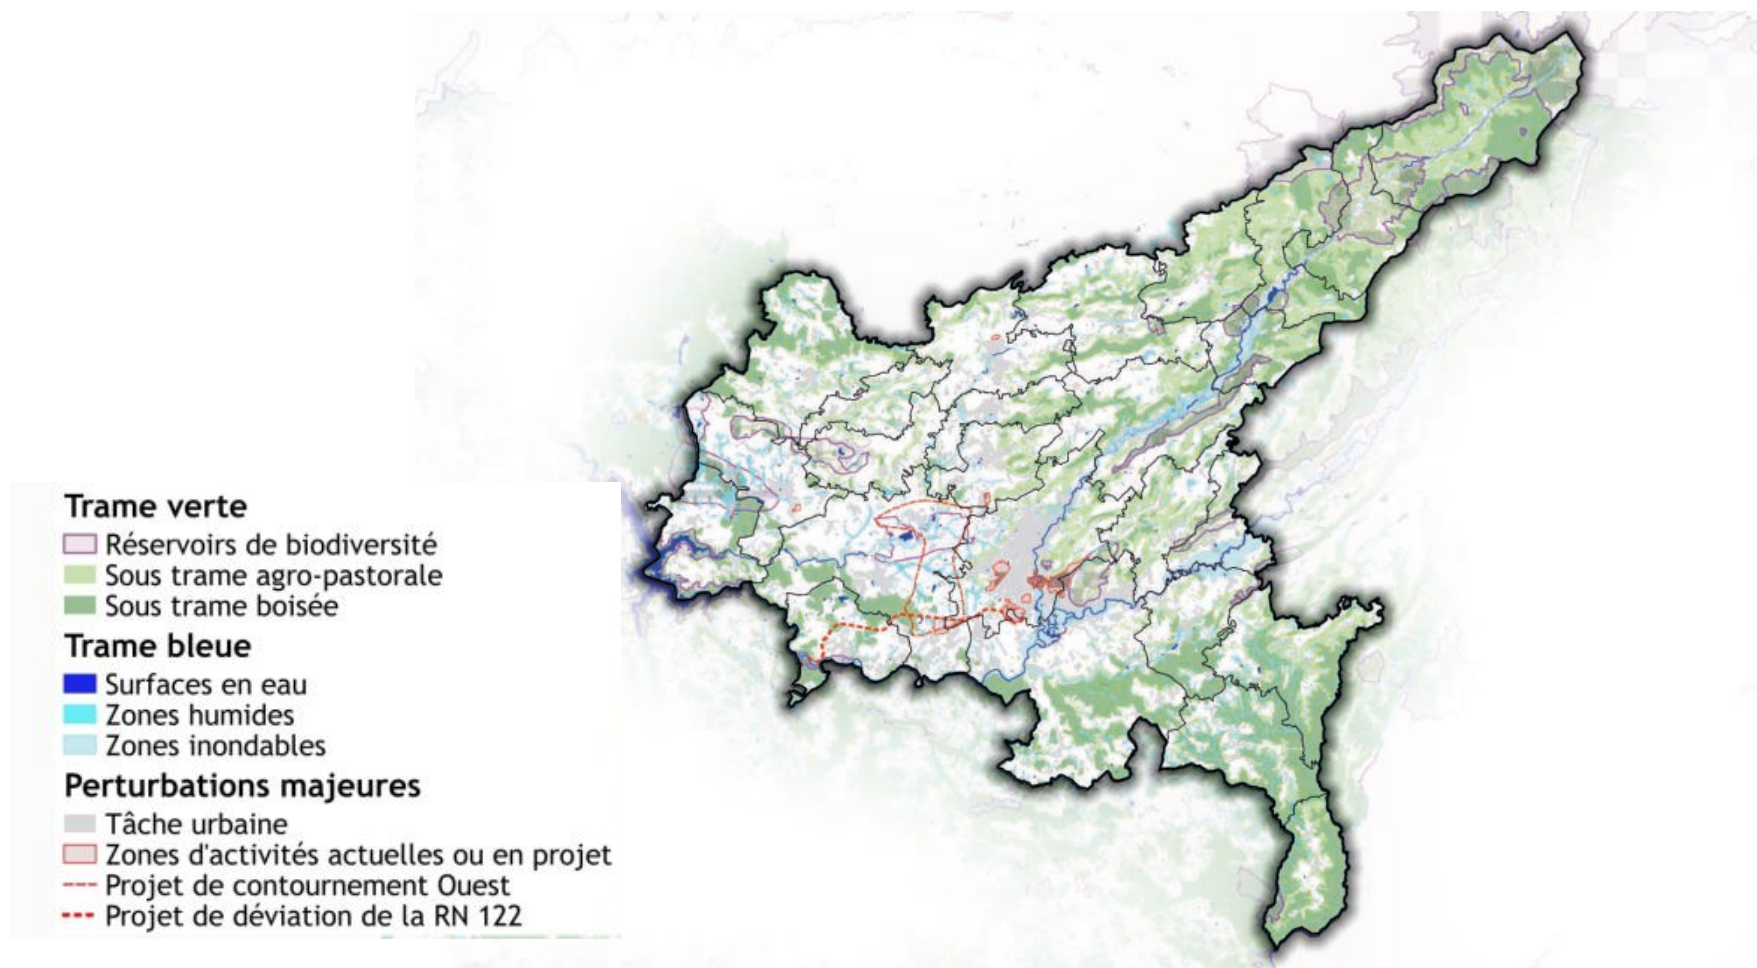 Trame verte
Réservoirs de biodiversité
Sous trame agro-pastorale
Sous trame boisée
Trame bleue
Surfaces en eau
Zones humides
Zones inondables
Perturbations majeures
Tâche urbaine
Zones d'activités actuelles ou en projet
Projet de contournement Ouest
Projet de déviation de la RN 122